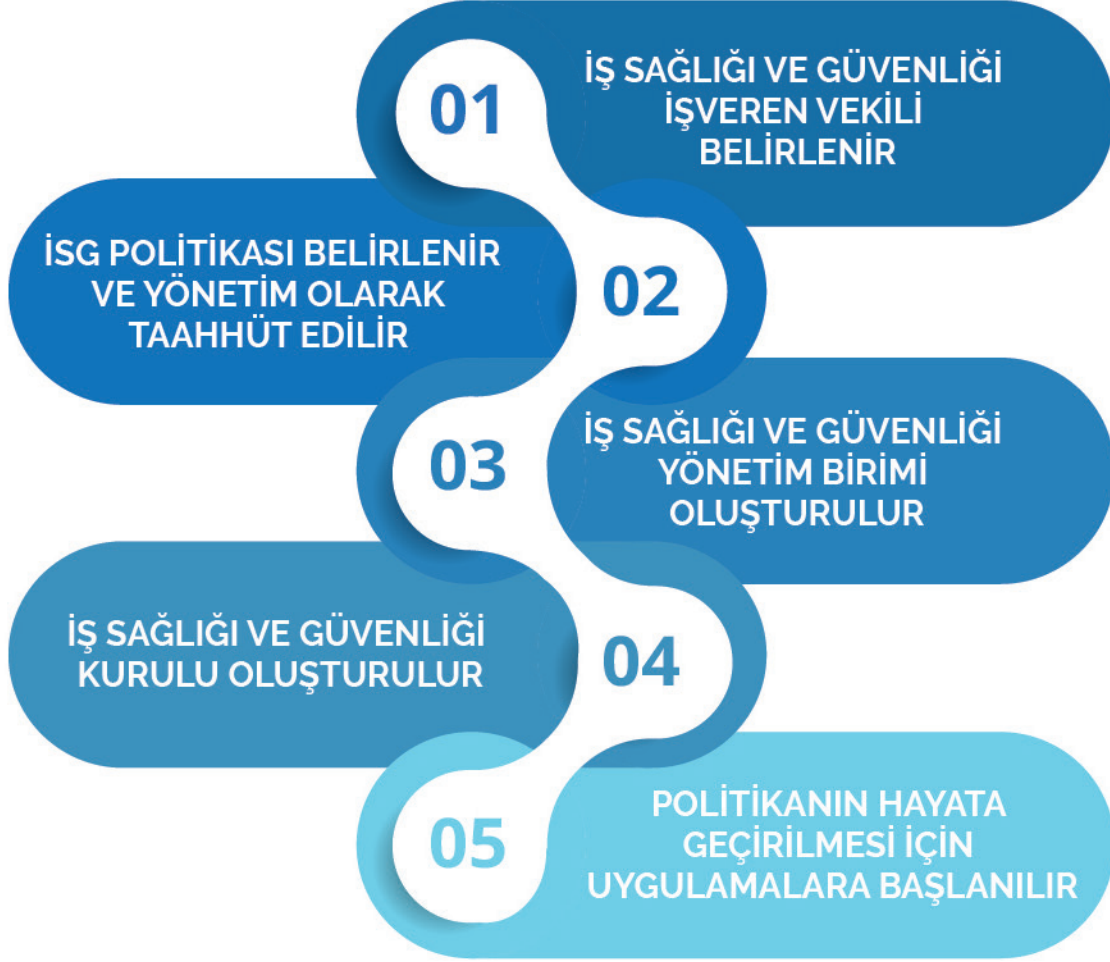 01
İŞ SAĞLIĞI VE GÜVENLİĞİ
İŞVEREN VEKİLİ
BELİRLENİR
İSG POLİTİKASI BELİRLENİR
VE YÖNETİM OLARAK
TAAHHÜT EDİLİR
02
03
İŞ SAĞLIĞI VE GÜVENLİĞİ
YÖNETİM BİRİMİ
OLUŞTURULUR
İŞ SAĞLIĞI VE GÜVENLİĞİ
KURULU OLUŞTURULUR
04
05
POLİTİKANIN HAYATA
GEÇİRİLMESİ İÇİN
UYGULAMALARA BAŞLANILIR